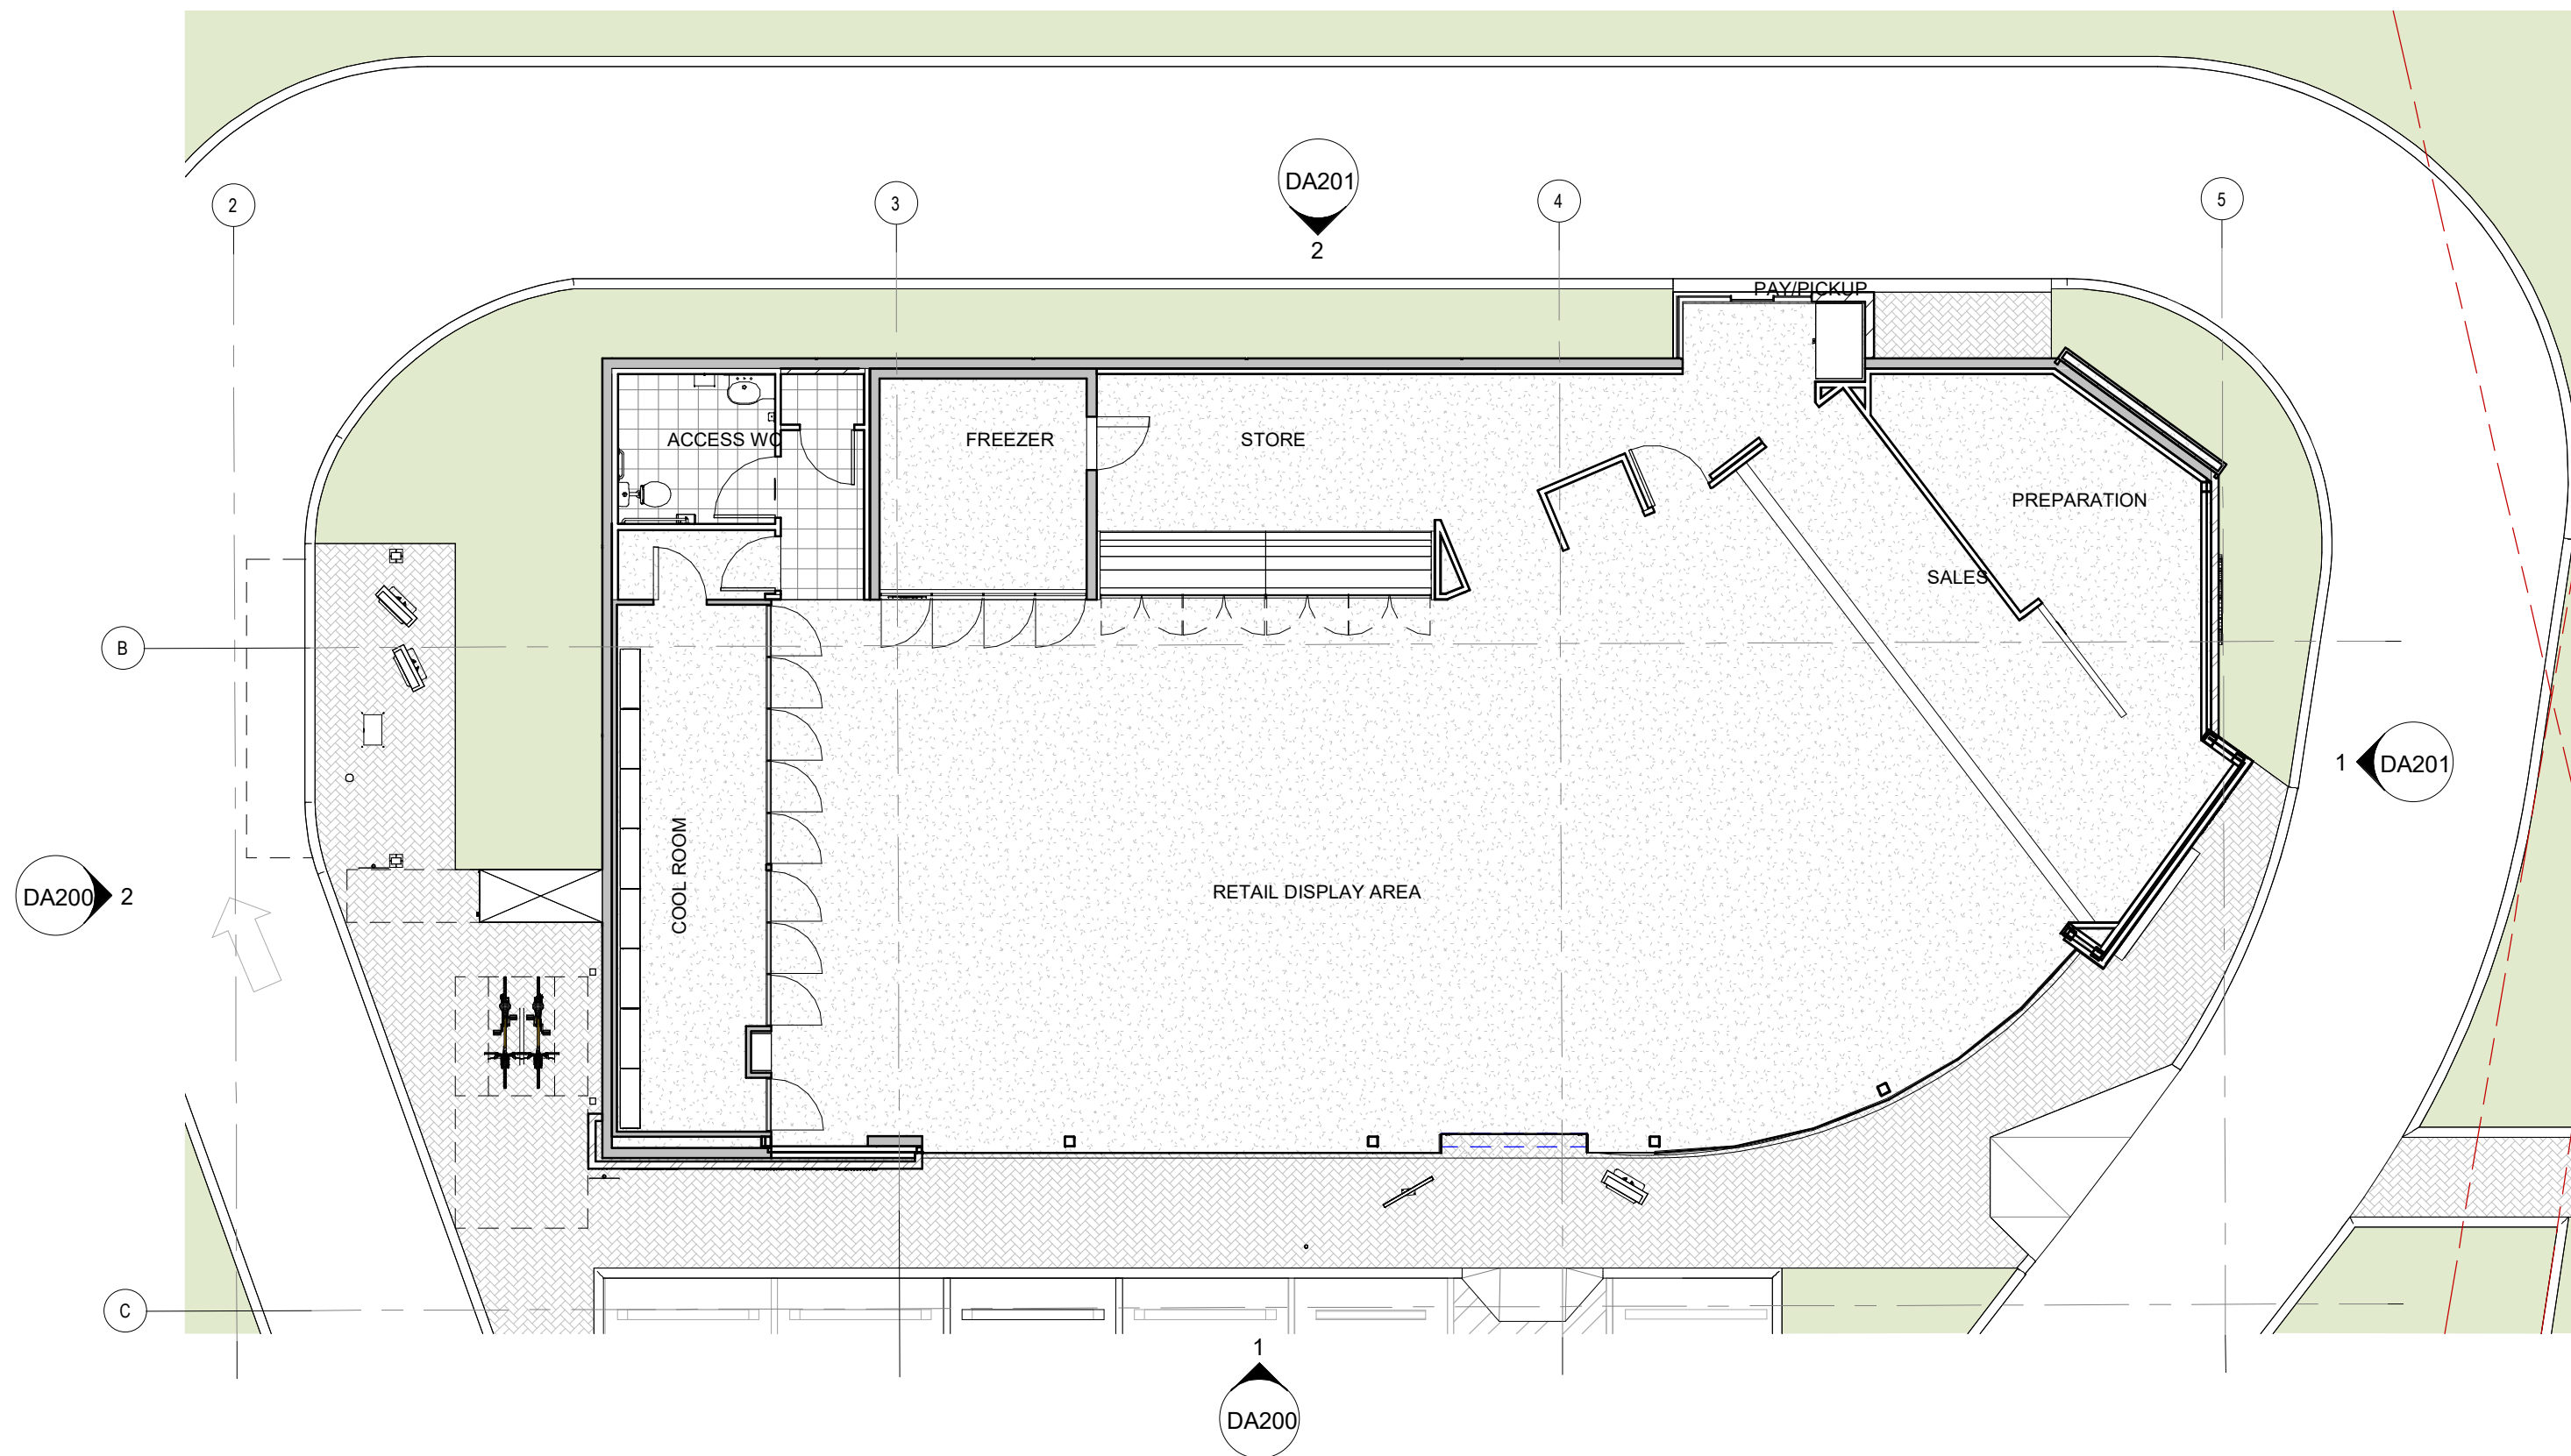 DA201
2
2
3
4
5
PAY/PICKUP
ACCESS WC
FREEZER
STORE
PREPARATION
SALES
B
1
DA201
COOL ROOM
RETAIL DISPLAY AREA
DA200
2
C
1
DA200